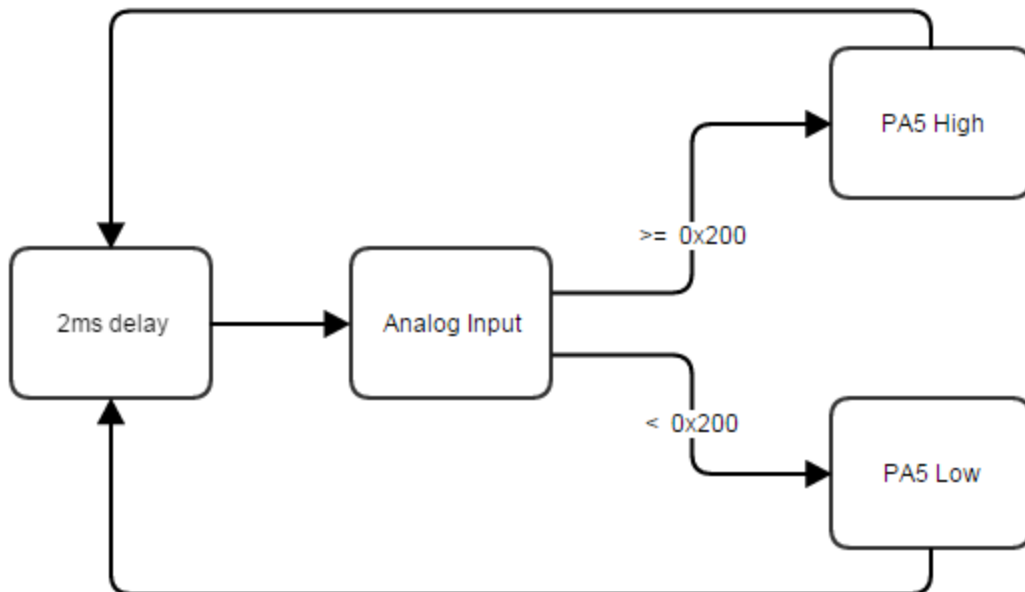 PA5 High
>= 0x200
2ms delay
Analog Input
< 0x200
PA5 Low